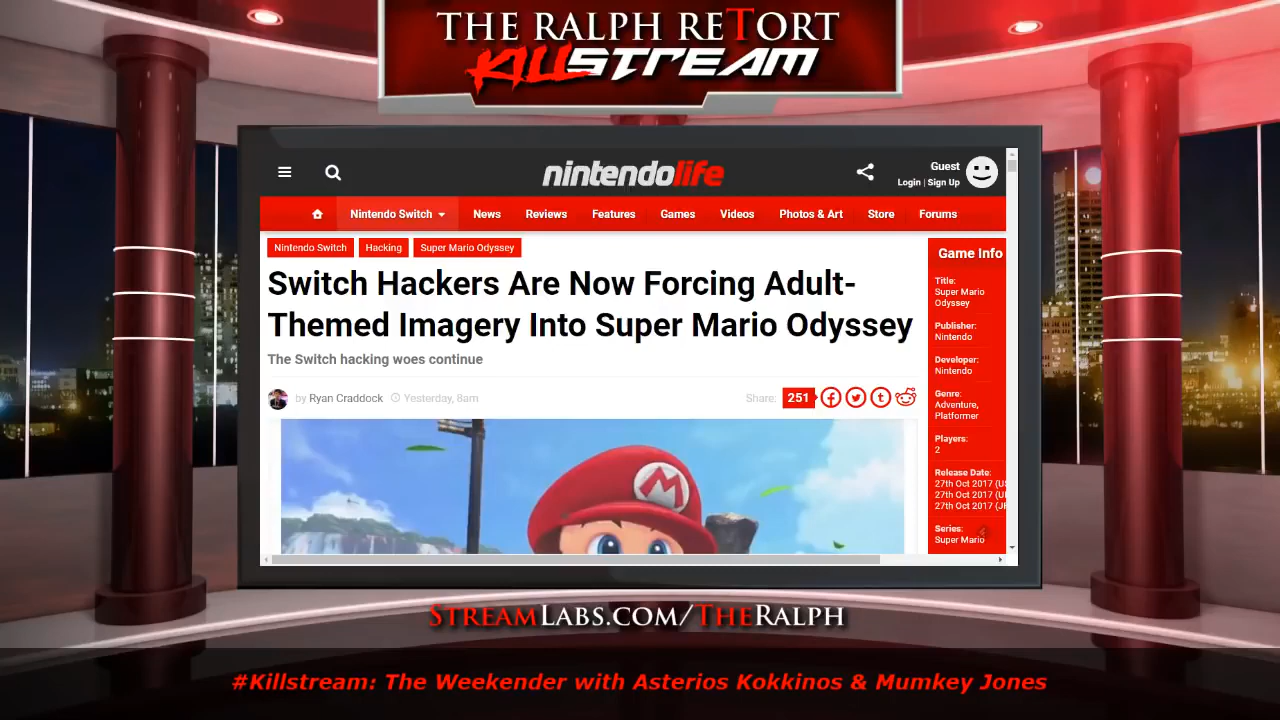 THE RALPH RETORT
KILLSTREAM
nintendolife
Guest
Login | Sign Up
Nintendo Switch
News
Reviews
Features
Games
Videos
Photos & Art
Store
Forums
Nintendo Switch
Hacking
Super Mario Odyssey
Switch Hackers Are Now Forcing Adult-
Themed Imagery Into Super Mario Odyssey
The Switch hacking woes continue
by Ryan Craddock
Yesterday, 8am
Share:
251
M
Game Info
Title:
Super Mario
Odyssey
Publisher:
Nintendo
Developer:
Nintendo
Genre:
Adventure,
Platformer
Players:
2
Release Date:
27th Oct 2017 (U
27th Oct 2017 (U
27th Oct 2017 (J
Series:
Super Mario
STREAMLABS.COM/THERALPH
#Killstream: The Weekender with Asterios Kokkinos & Mumkey Jones